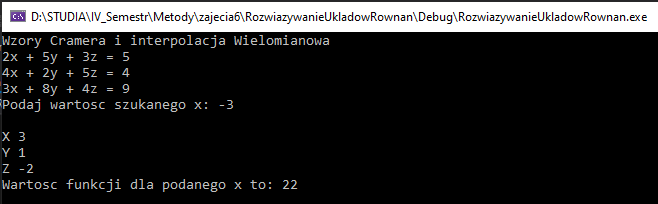 D:\STUDIA\IV_Semestr\Metody\zajecia6\RozwiazywanieUkladowRownan\Debug\RozwiazywanieUkladowRownan.exe
Wzory Cramera i interpolacja Wielomianowa
2x + 5y + 3z = 5
4x + 2y + 5z = 4
3x + 8y + 4z = 9
Podaj wartosc szukanego x: -3
X 3
Y 1
Z -2
Wartosc funkcji dla podanego x to: 22